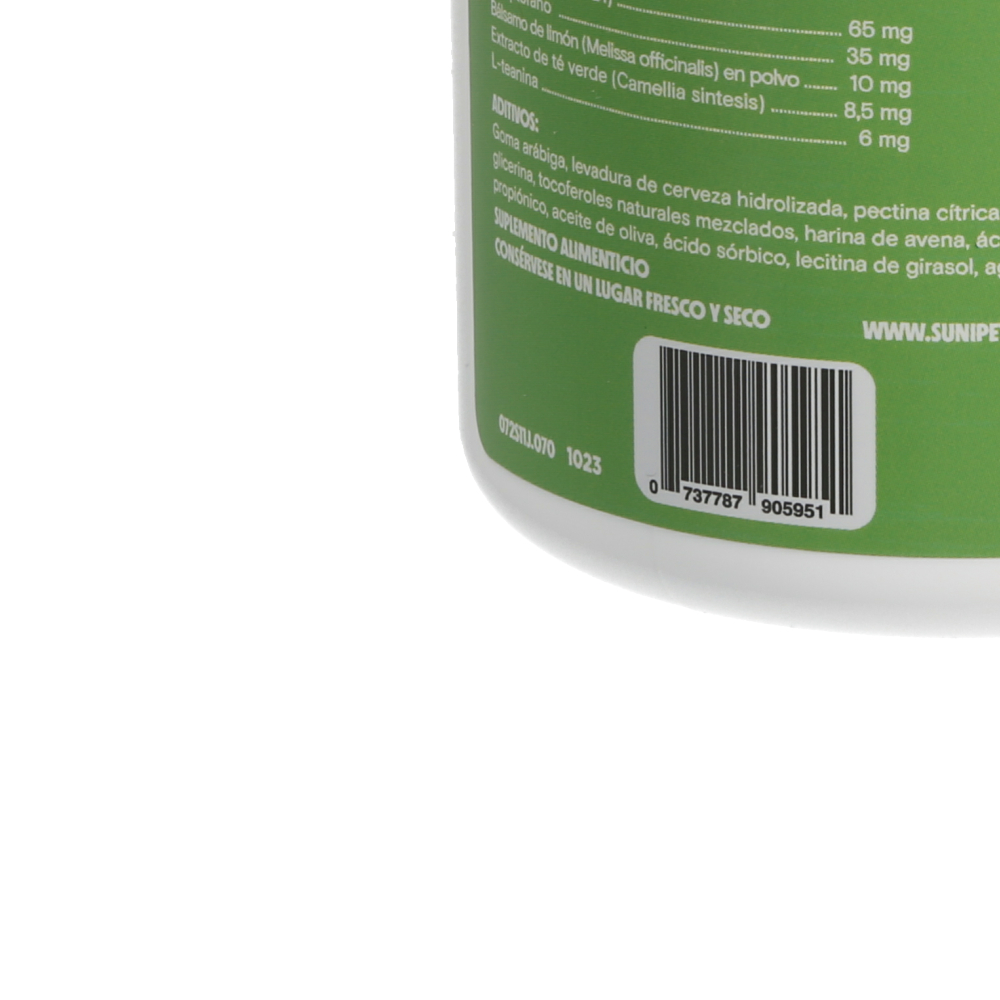 65 mg
35 mg
Bálsamo de limón (Melissa officinalis) en polvo ....... 10 mg
Extracto de té verde (Camellia sintesis) ................ 8,5 mg
L-teanina ................ 6 mg
ADITIVOS:
Goma arábiga, levadura de cerveza hidrolizada, pectina cítrica,
glicerina, tocoferoles naturales mezclados, harina de avena,
propiónico, aceite de oliva, ácido sórbico, lecitina de girasol,
SUPLEMENTO ALIMENTICIO
CONSÉRVESE EN UN LUGAR FRESCO Y SECO
WWW.SUNIPE
072STLJ.070 1023
0 737787 905951